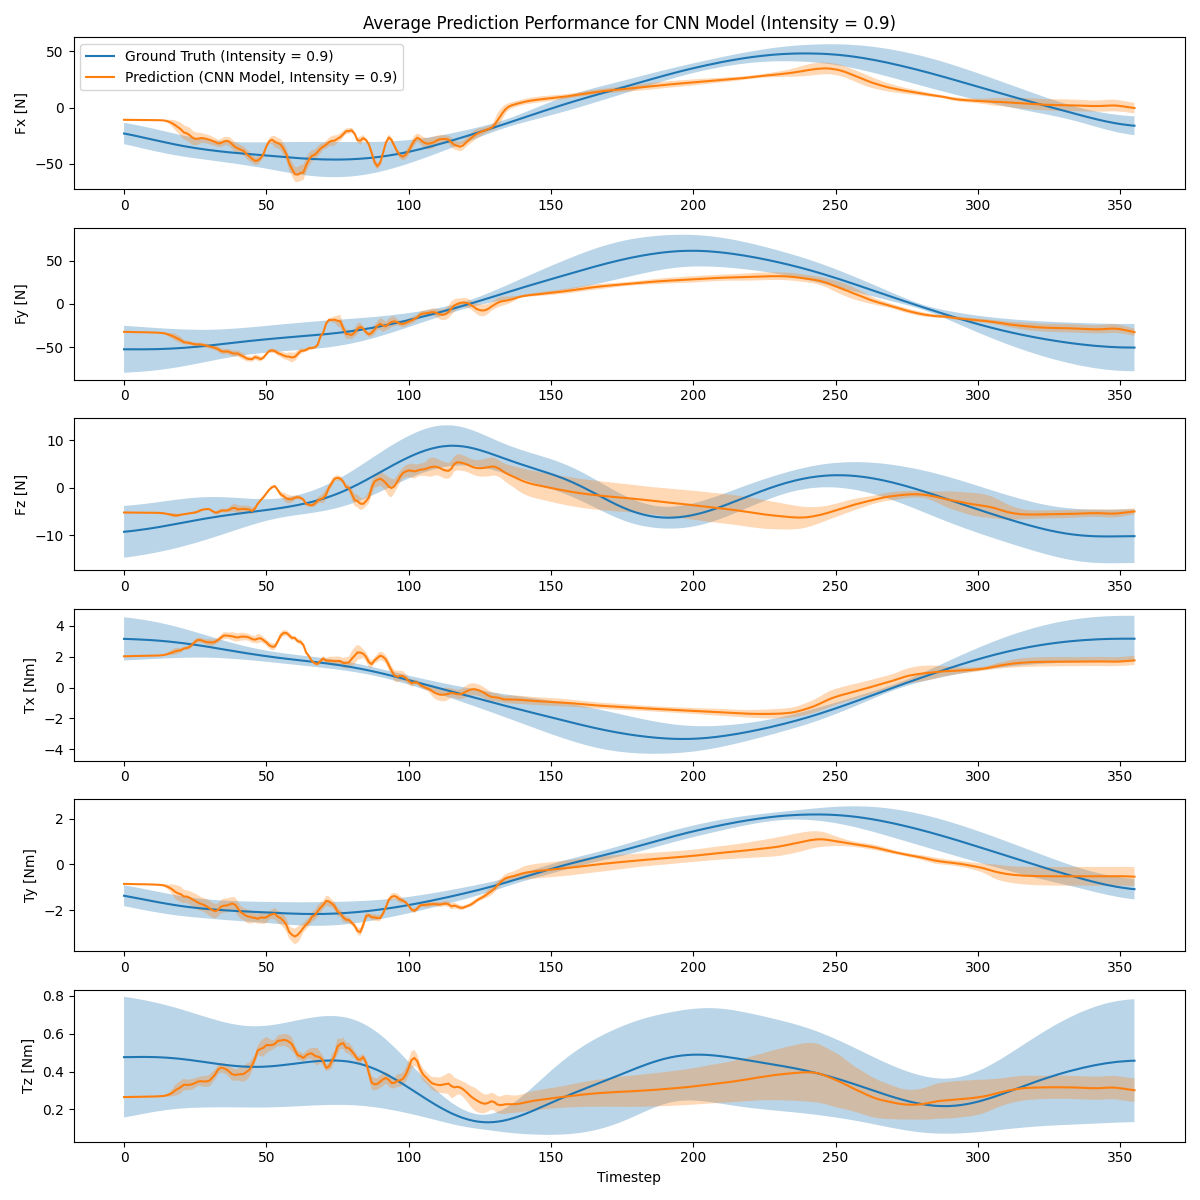 Average Prediction Performance for CNN Model (Intensity = 0.9)
Ground Truth (Intensity = 0.9)
Prediction (CNN Model, Intensity = 0.9)
Fx [N]
50
0
−50
0 50 100 150 200 250 300 350
Fy [N]
50
0
−50
0 50 100 150 200 250 300 350
Fz [N]
10
0
−10
0 50 100 150 200 250 300 350
Tx [Nm]
4
2
0
−2
−4
0 50 100 150 200 250 300 350
Ty [Nm]
2
0
−2
0 50 100 150 200 250 300 350
Tz [Nm]
0.8
0.6
0.4
0.2
0 50 100 150 200 250 300 350
Timestep